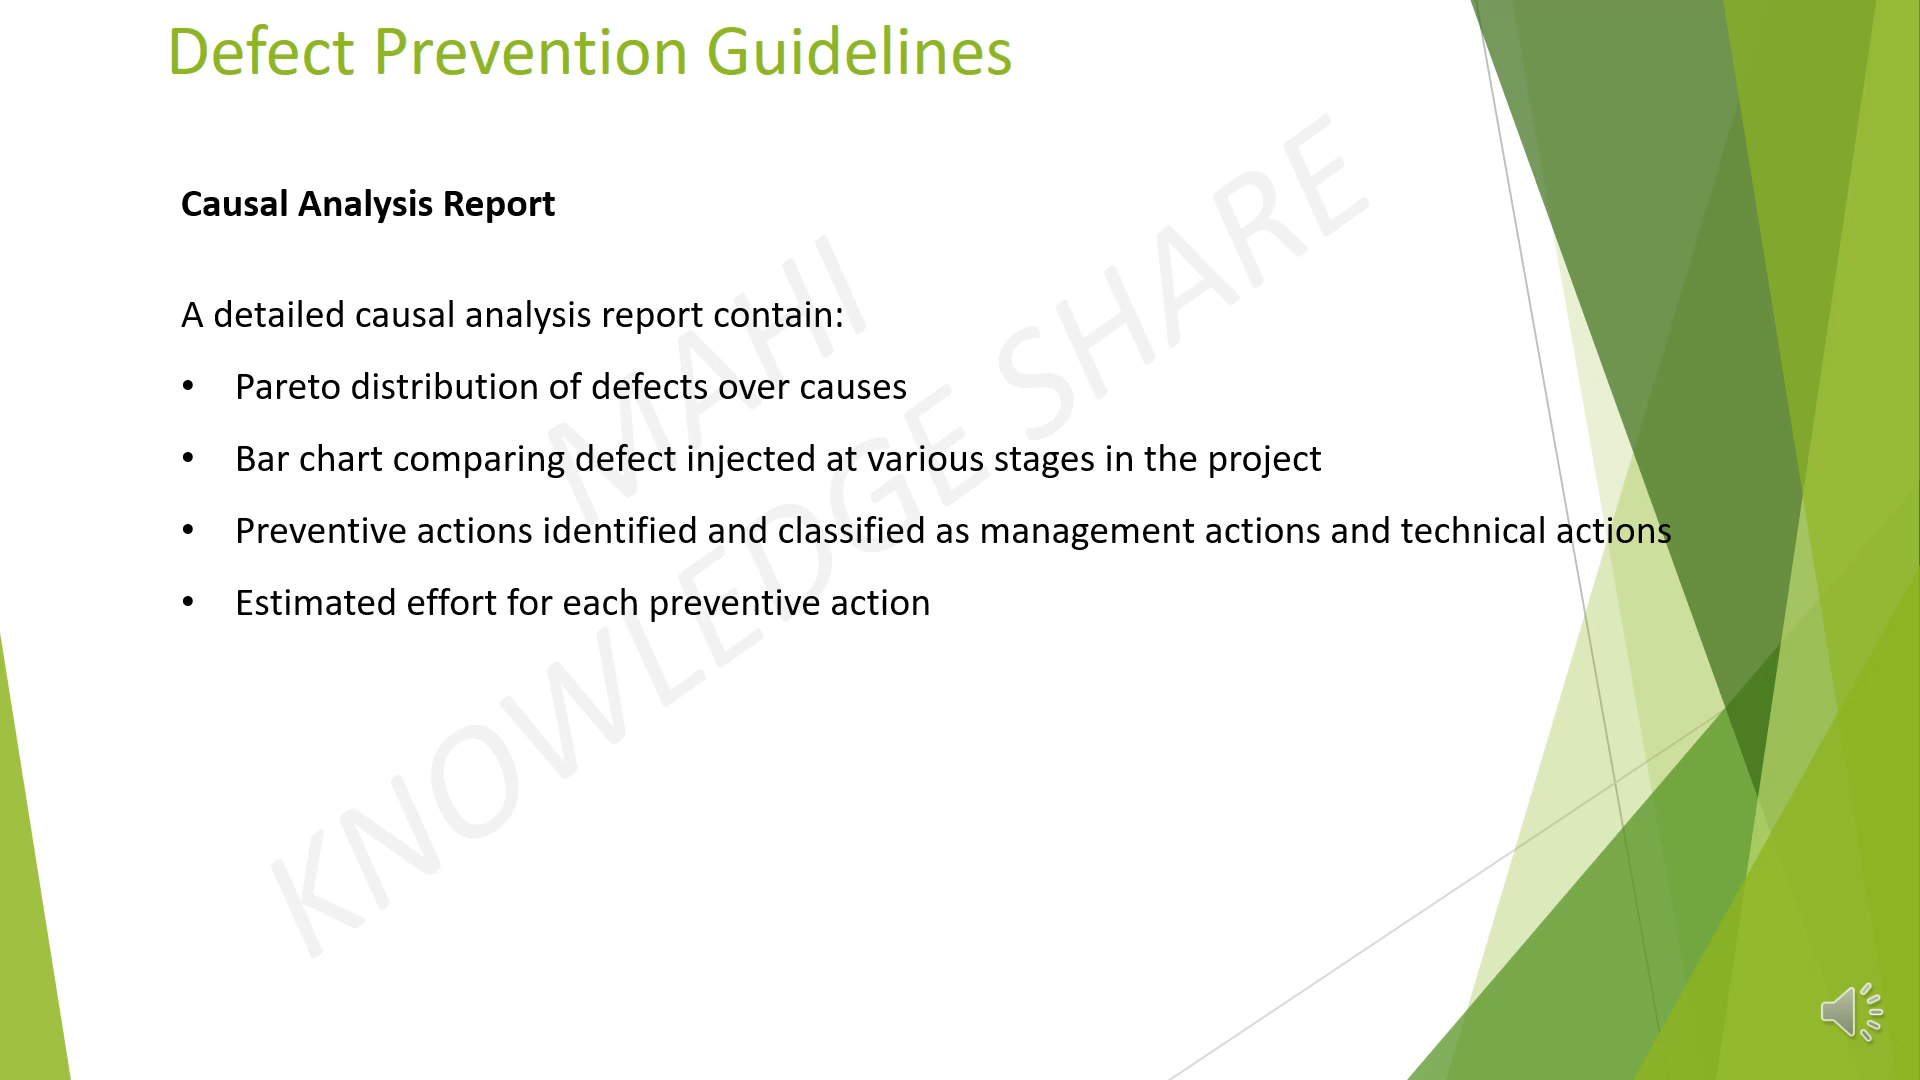 Defect Prevention Guidelines
Causal Analysis Report
A detailed causal analysis report contain:
• Pareto distribution of defects over causes
• Bar chart comparing defect injected at various stages in the project
• Preventive actions identified and classified as management actions and technical actions
• Estimated effort for each preventive action
MAHI
KNOWLEDGE SHARE